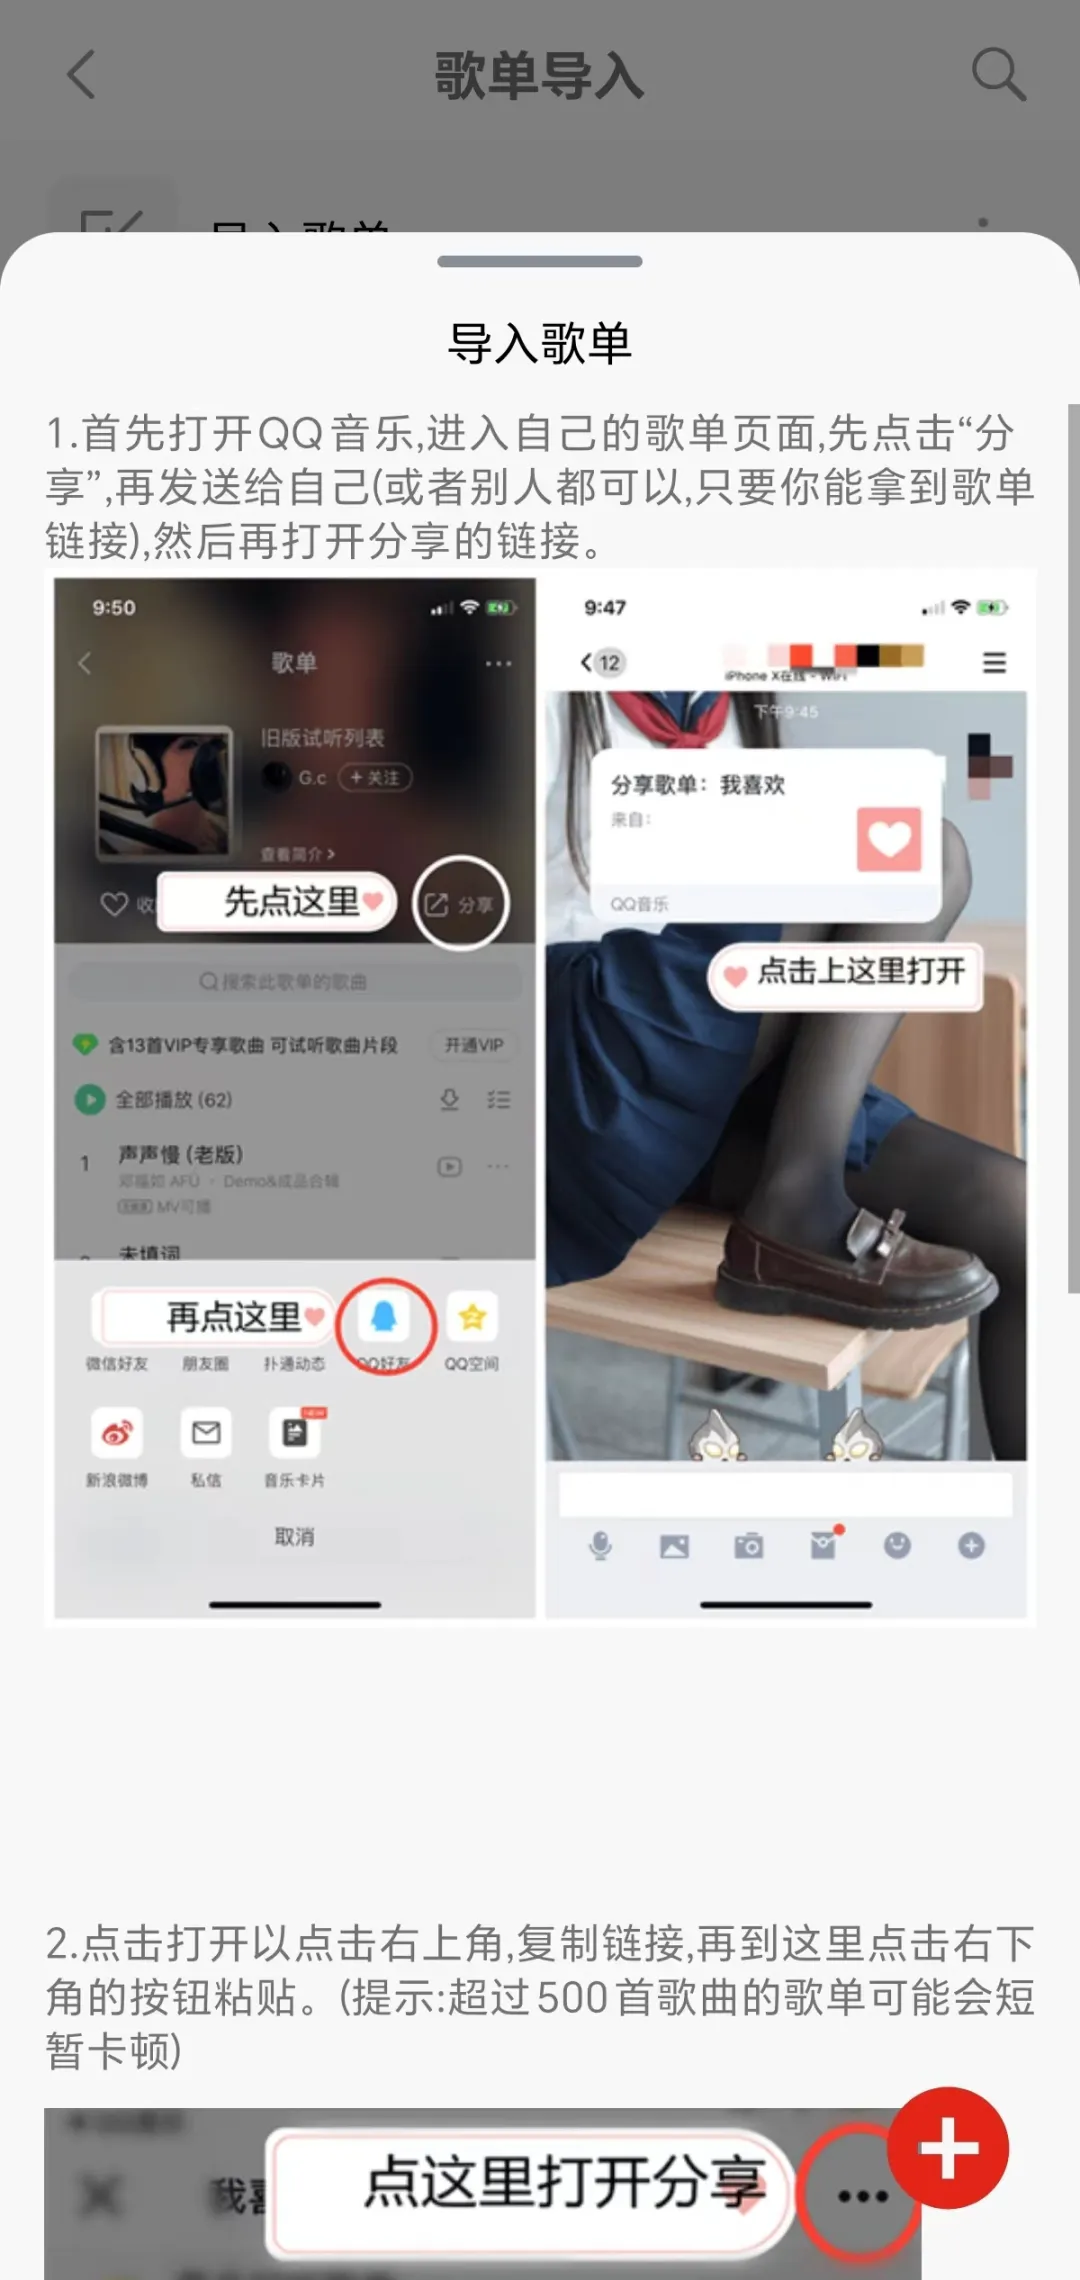 歌单导入
导入歌单
1.首先打开QQ音乐,进入自己的歌单页面,先点击“分
享”,再发送给自己(或者别人都可以,只要你能拿到歌单
链接),然后再打开分享的链接。
9:50
歌单
旧版试听列表
G.c
+关注
查看简介
收
先点这里
分享
搜索此歌单的歌曲
含13首VIP专享歌曲 可试听歌曲片段
开通VIP
全部播放 (62)
1
声声慢 (老版)
邓福如 AFÜ · Demo&成品合辑
MV可播
未填词
再点这里
微信好友
朋友圈
扑通动态
QQ好友
QQ空间
NEW
新浪微博
私信
音乐卡片
取消
9:47
12
iPhone X在线 - WiFi
下午9:45
分享歌单：我喜欢
来自：
QQ音乐
点击上这里打开
2.点击打开以点击右上角,复制链接,再到这里点击右下
角的按钮粘贴。(提示:超过500首歌曲的歌单可能会短
暂卡顿)
我喜
点这里打开分享